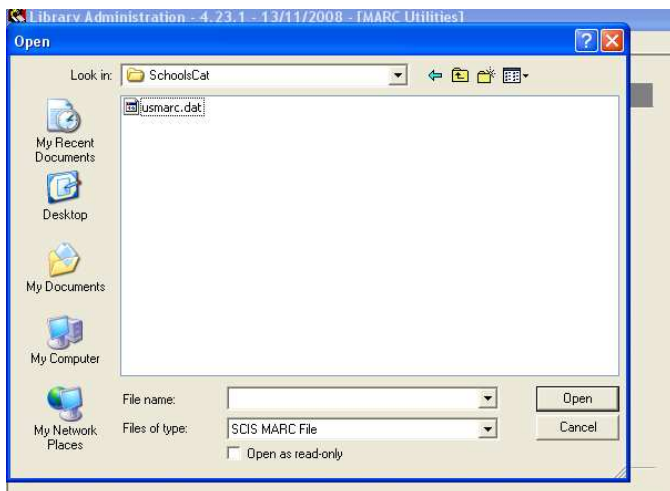 Library Administration - 4.23.1 - 13/11/2008 - [MARC Utilities]
Open
Look in: SchoolsCat
usmarc.dat
My Recent
Documents
Desktop
My Documents
My Computer
My Network
Places
File name:
Open
Files of type: SCIS MARC File
Cancel
Open as read-only